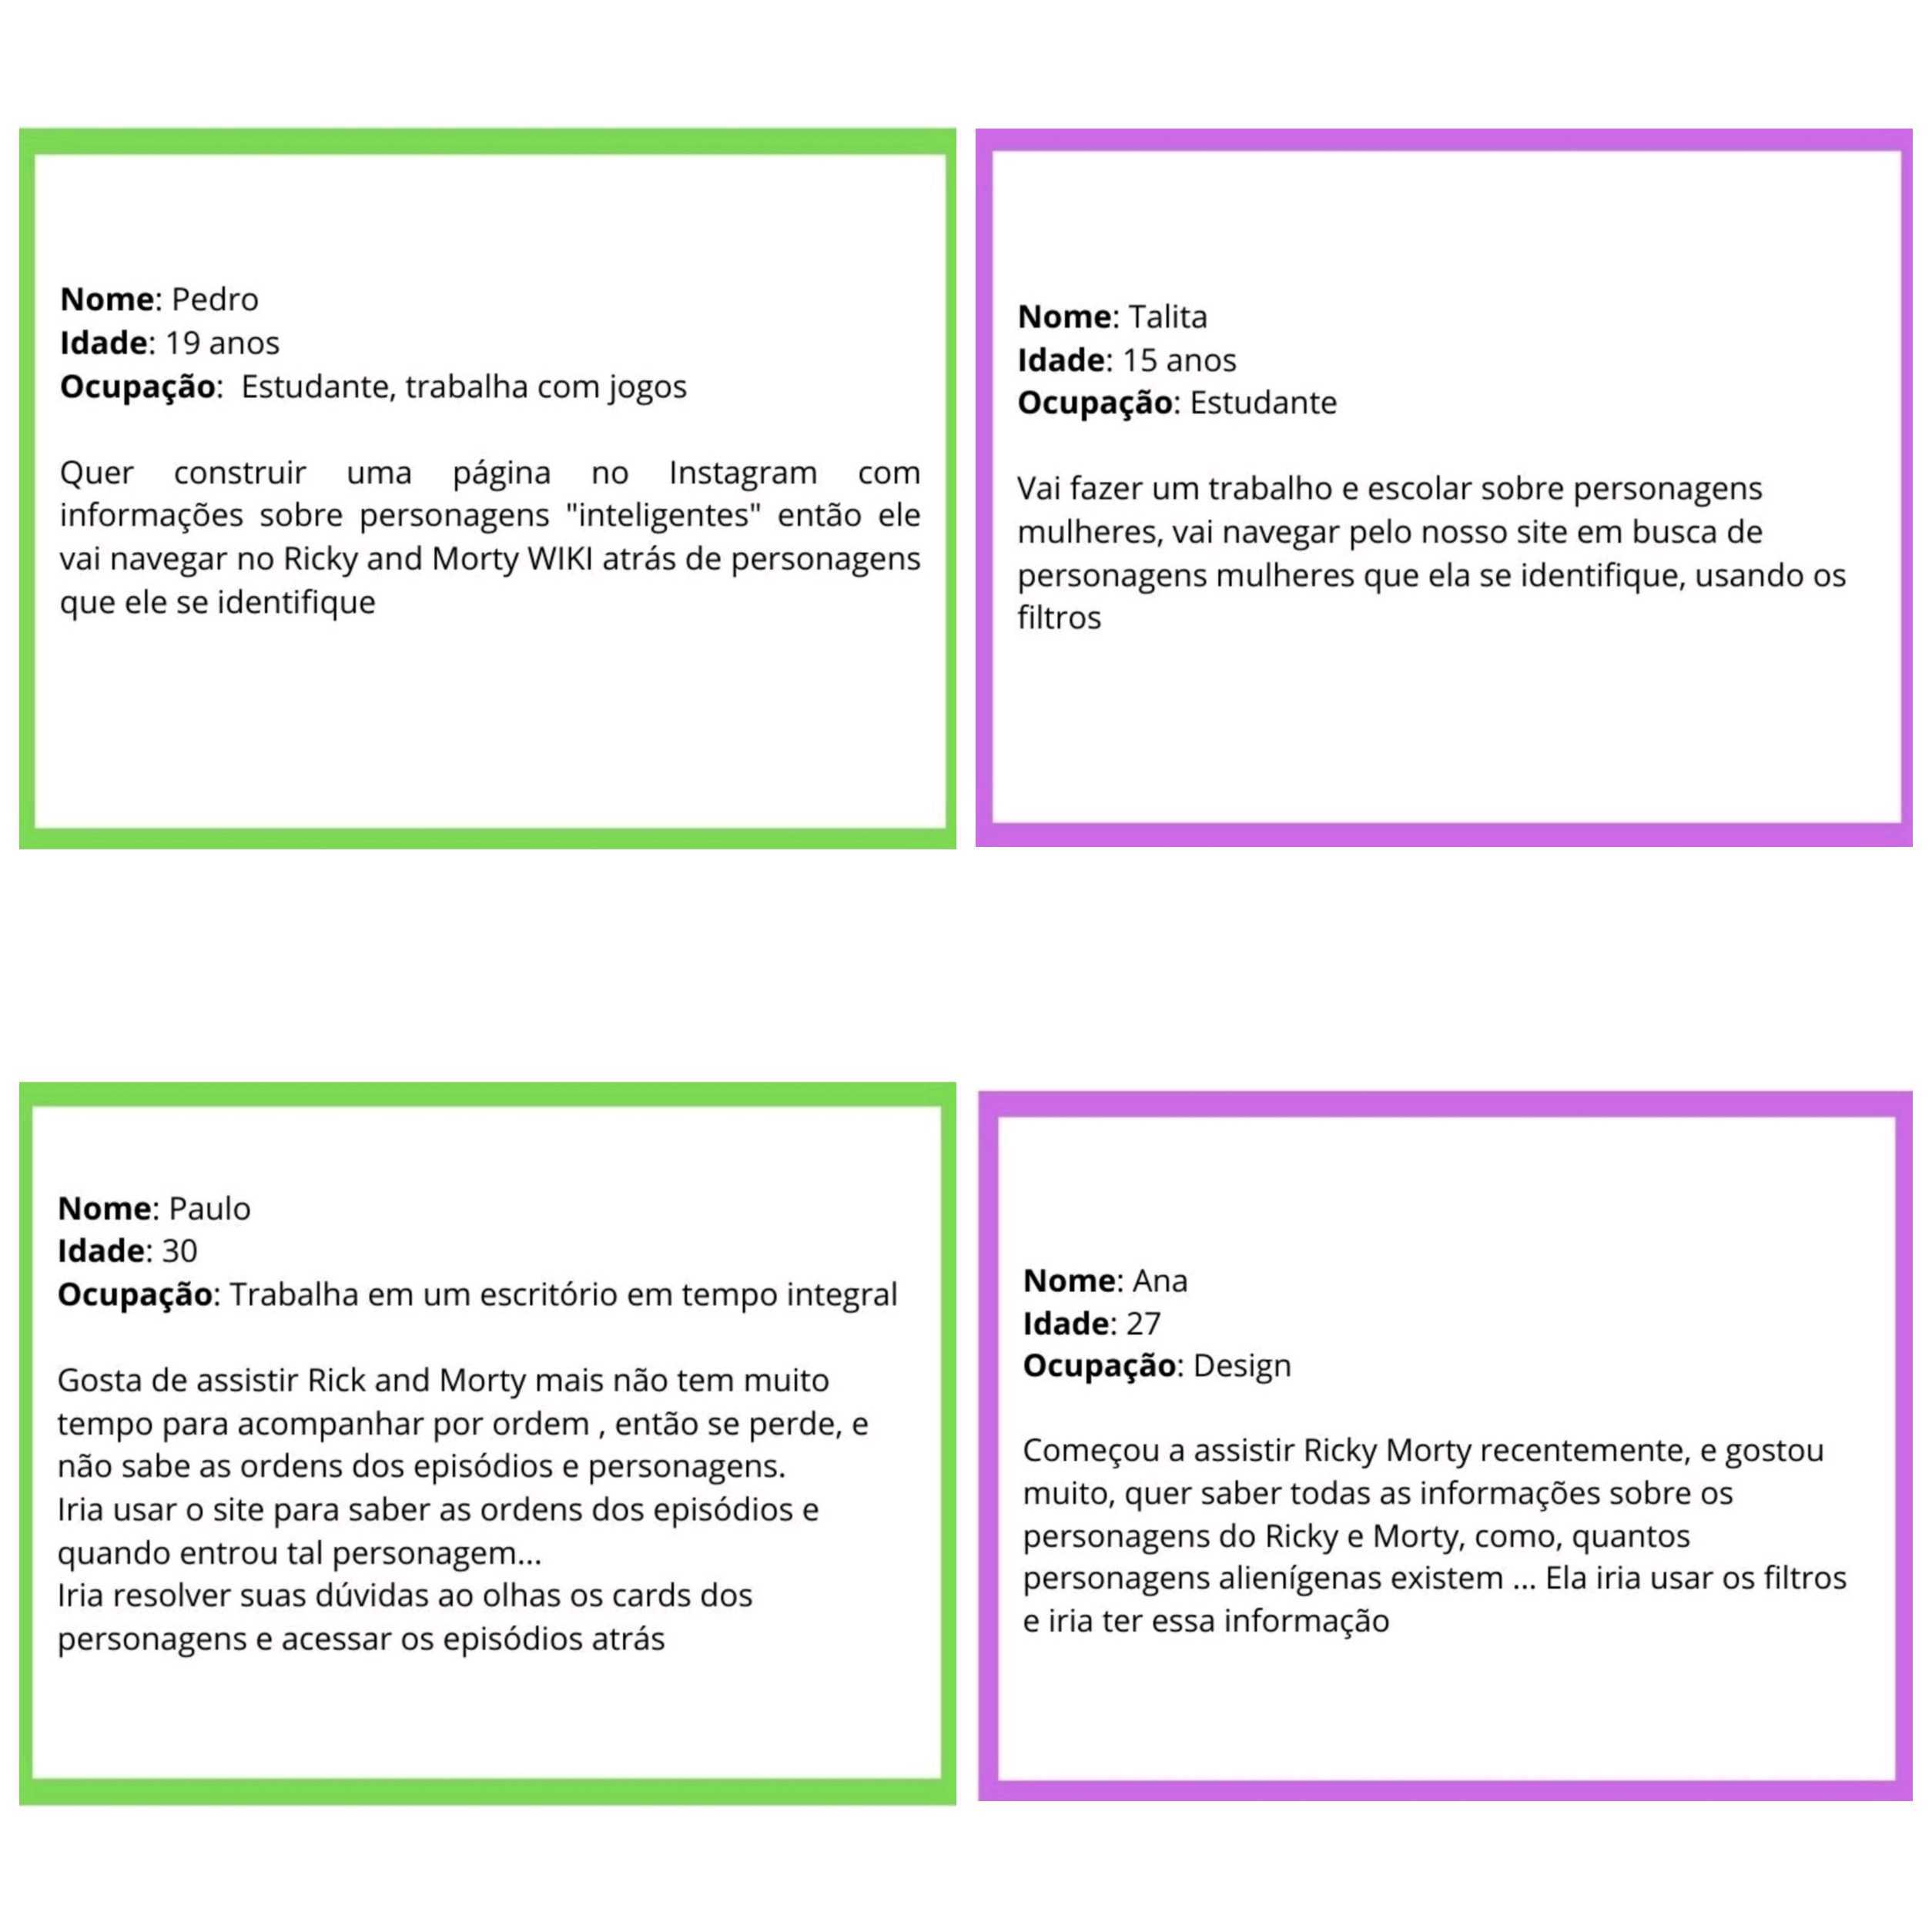 Nome: Pedro
Idade: 19 anos
Ocupação:  Estudante, trabalha com jogos
Quer construir uma página no Instagram com
informações sobre personagens "inteligentes" então ele
vai navegar no Ricky and Morty WIKI atrás de personagens
que ele se identifique
Nome: Talita
Idade: 15 anos
Ocupação: Estudante
Vai fazer um trabalho e escolar sobre personagens
mulheres, vai navegar pelo nosso site em busca de
personagens mulheres que ela se identifique, usando os
filtros
Nome: Paulo
Idade: 30
Ocupação: Trabalha em um escritório em tempo integral
Gosta de assistir Rick and Morty mais não tem muito
tempo para acompanhar por ordem , então se perde, e
não sabe as ordens dos episódios e personagens.
Iria usar o site para saber as ordens dos episódios e
quando entrou tal personagem...
Iria resolver suas dúvidas ao olhas os cards dos
personagens e acessar os episódios atrás
Nome: Ana
Idade: 27
Ocupação: Design
Começou a assistir Ricky Morty recentemente, e gostou
muito, quer saber todas as informações sobre os
personagens do Ricky e Morty, como, quantos
personagens alienígenas existem ... Ela iria usar os filtros
e iria ter essa informação